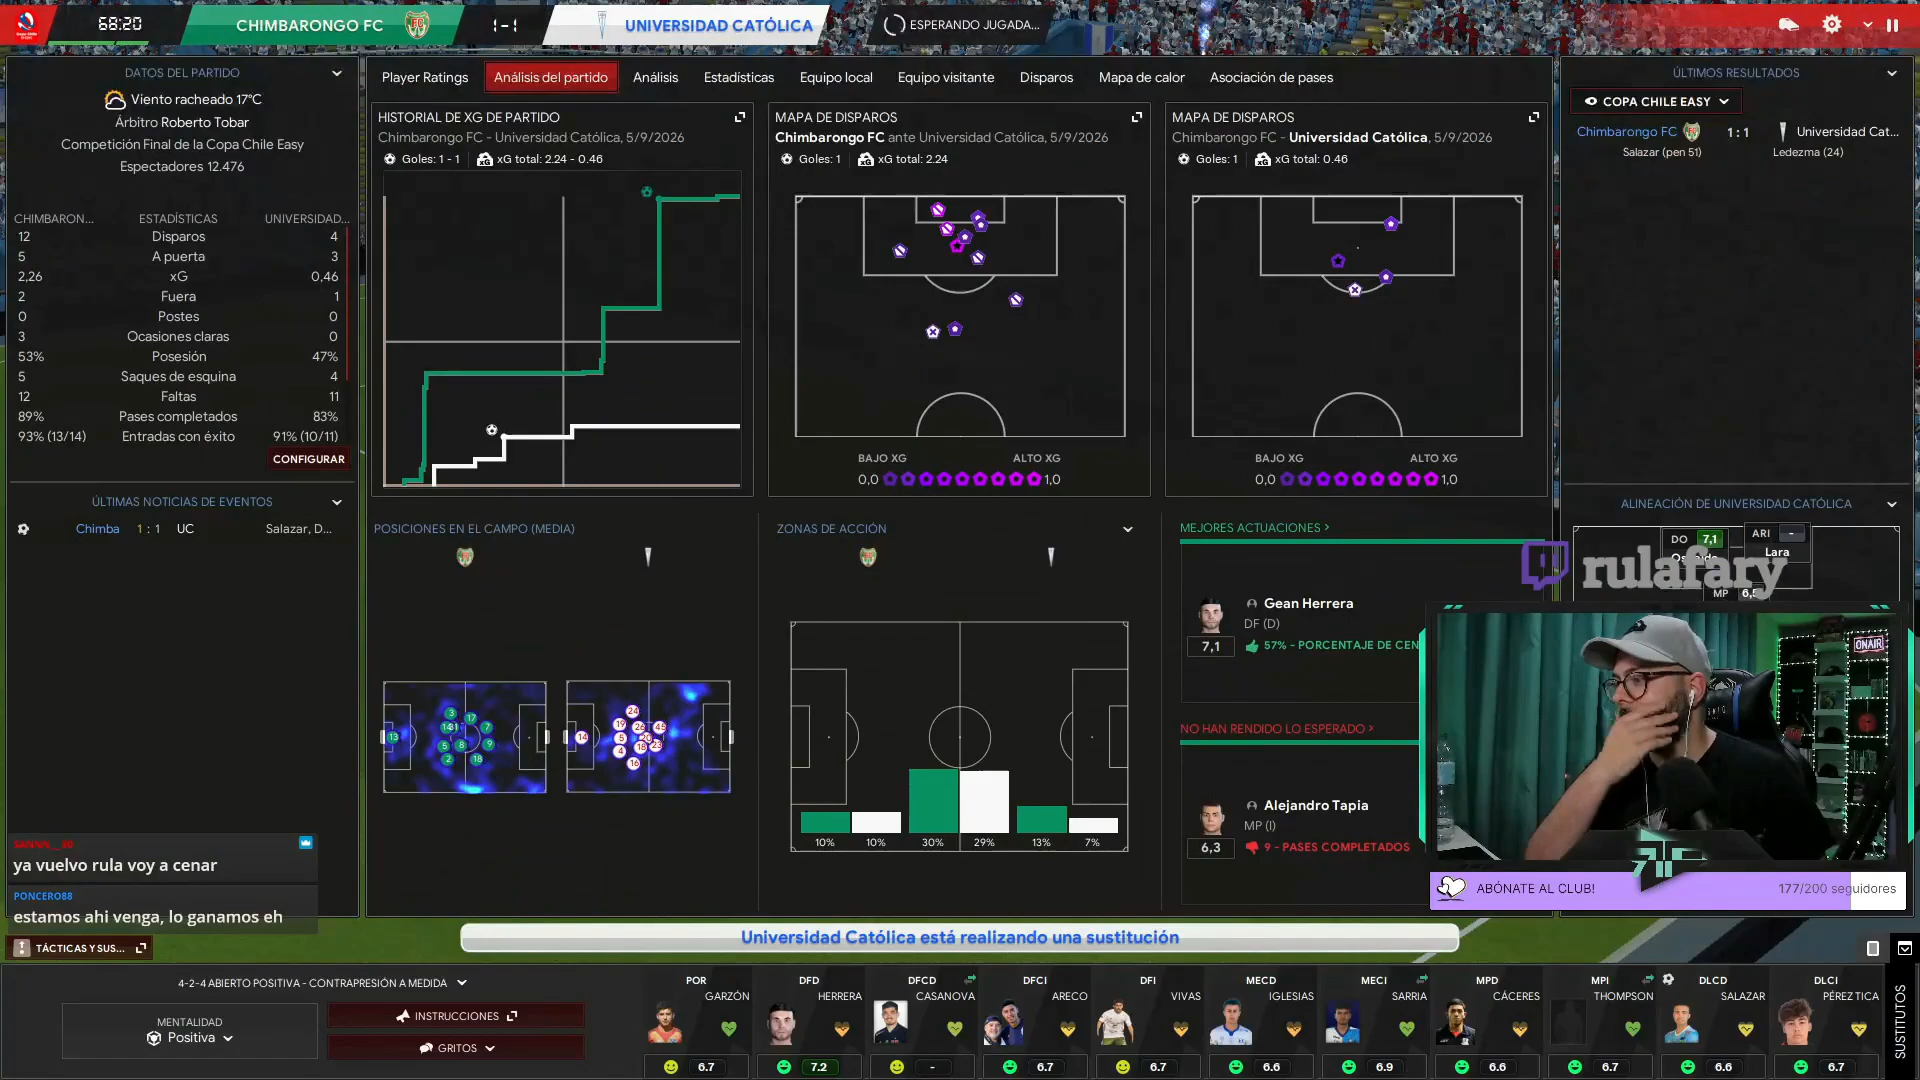 68:20
CHIMBARONGO FC
1 - 1
UNIVERSIDAD CATÓLICA
ESPERANDO JUGADA...
DATOS DEL PARTIDO
Viento racheado 17°C
Árbitro Roberto Tobar
Competición Final de la Copa Chile Easy
Espectadores 12.476
CHIMBARON... ESTADÍSTICAS UNIVERSIDAD...
12 Disparos 4
5 A puerta 3
2,26 xG 0,46
2 Fuera 1
0 Postes 0
3 Ocasiones claras 0
53% Posesión 47%
5 Saques de esquina 4
12 Faltas 11
89% Pases completados 83%
93% (13/14) Entradas con éxito 91% (10/11)
CONFIGURAR
ÚLTIMAS NOTICIAS DE EVENTOS
Chimba 1 : 1 UC Salazar, D...
ya vuelvo rula voy a cenar
PONCERO88
estamos ahi venga, lo ganamos eh
TÁCTICAS Y SUS...
Player Ratings Análisis del partido Análisis Estadísticas Equipo local Equipo visitante Disparos Mapa de calor Asociación de pases
HISTORIAL DE XG DE PARTIDO
Chimbarongo FC - Universidad Católica, 5/9/2026
Goles: 1 - 1 xG total: 2.24 - 0.46
MAPA DE DISPAROS
Chimbarongo FC ante Universidad Católica, 5/9/2026
Goles: 1 xG total: 2.24
BAJO XG ALTO XG
0,0 1,0
MAPA DE DISPAROS
Chimbarongo FC - Universidad Católica, 5/9/2026
Goles: 1 xG total: 0.46
BAJO XG ALTO XG
0,0 1,0
POSICIONES EN EL CAMPO (MEDIA)
ZONAS DE ACCIÓN
10% 10% 30% 29% 13% 7%
MEJORES ACTUACIONES >
Gean Herrera
DF (D)
7,1 57% - PORCENTAJE DE CEN
NO HAN RENDIDO LO ESPERADO >
Alejandro Tapia
MP (I)
6,3 9 - PASES COMPLETADOS
ÚLTIMOS RESULTADOS
COPA CHILE EASY
Chimbarongo FC 1 : 1 Universidad Cat...
Salazar (pen 51) Ledezma (24)
ALINEACIÓN DE UNIVERSIDAD CATÓLICA
DO 7,1 ARI -
Lara
MP
rulafary
ON AIR
ABÓNATE AL CLUB! 177/200 seguidores
Universidad Católica está realizando una sustitución
4-2-4 ABIERTO POSITIVA - CONTRAPRESIÓN A MEDIDA
MENTALIDAD
Positiva
INSTRUCCIONES
GRITOS
POR DFD DFCD DFCI DFI MECD MECI MPD MPI DLCD DLCI
GARZÓN HERRERA CASANOVA ARECO VIVAS IGLESIAS SARRIA CÁCERES THOMPSON SALAZAR PÉREZ TICA
6.7 7.2 - 6.7 6.7 6.6 6.9 6.6 6.7 6.6 6.7
SUSTITUTOS